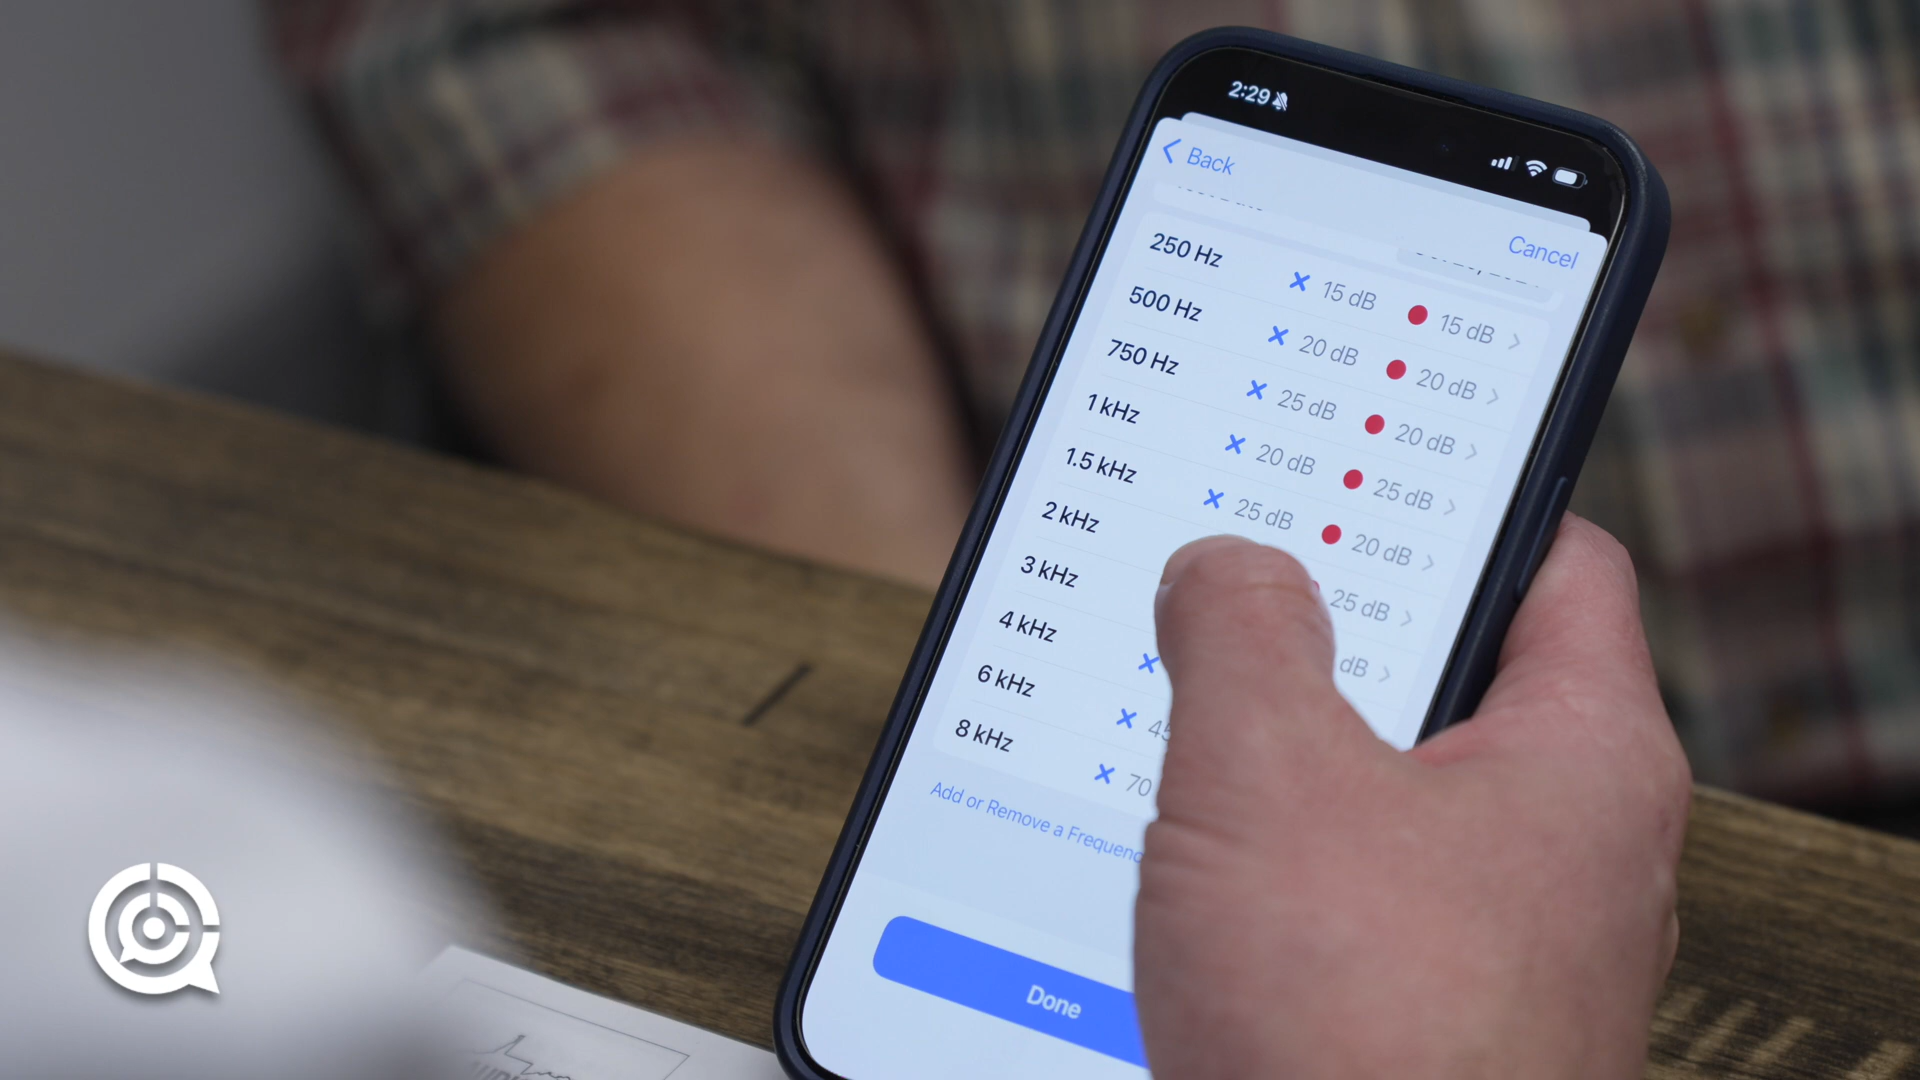 2:29
Back
Cancel
250 Hz 15 dB 15 dB
500 Hz 20 dB 20 dB
750 Hz 25 dB 20 dB
1 kHz 20 dB 25 dB
1.5 kHz 25 dB 20 dB
2 kHz 25 dB
3 kHz dB
4 kHz
6 kHz
8 kHz 70
Add or Remove a
Done